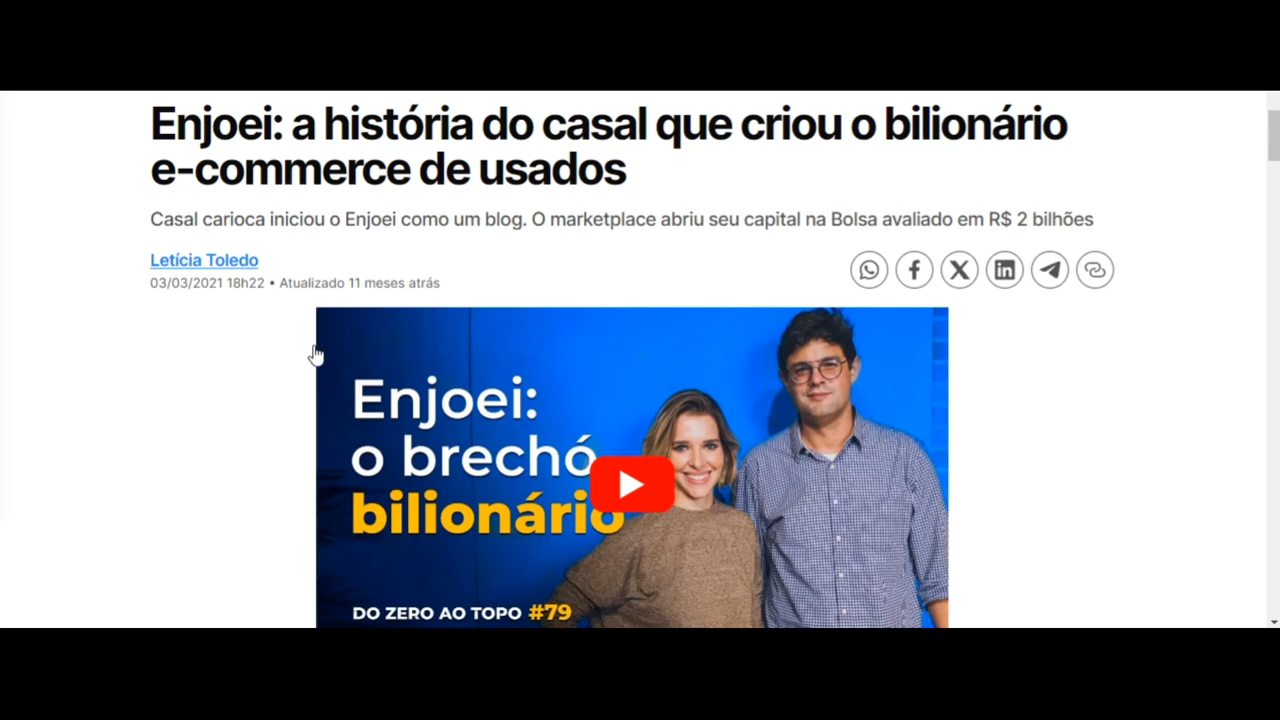 Enjoei: a história do casal que criou o bilionário
e-commerce de usados
Casal carioca iniciou o Enjoei como um blog. O marketplace abriu seu capital na Bolsa avaliado em R$ 2 bilhões
Letícia Toledo
03/03/2021 18h22 • Atualizado 11 meses atrás
Enjoei:
o brechó
bilionário
DO ZERO AO TOPO #79